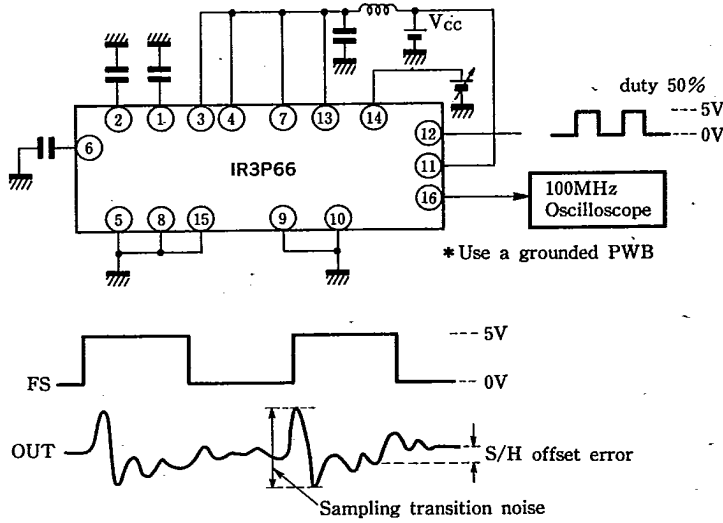 Vcc
duty 50%
5V
0V
2
1
3
4
7
13
14
12
6
IR3P66
11
16
100MHz
Oscilloscope
5
8
15
9
10
*Use a grounded PWB
5V
FS
0V
OUT
S/H offset error
Sampling transition noise